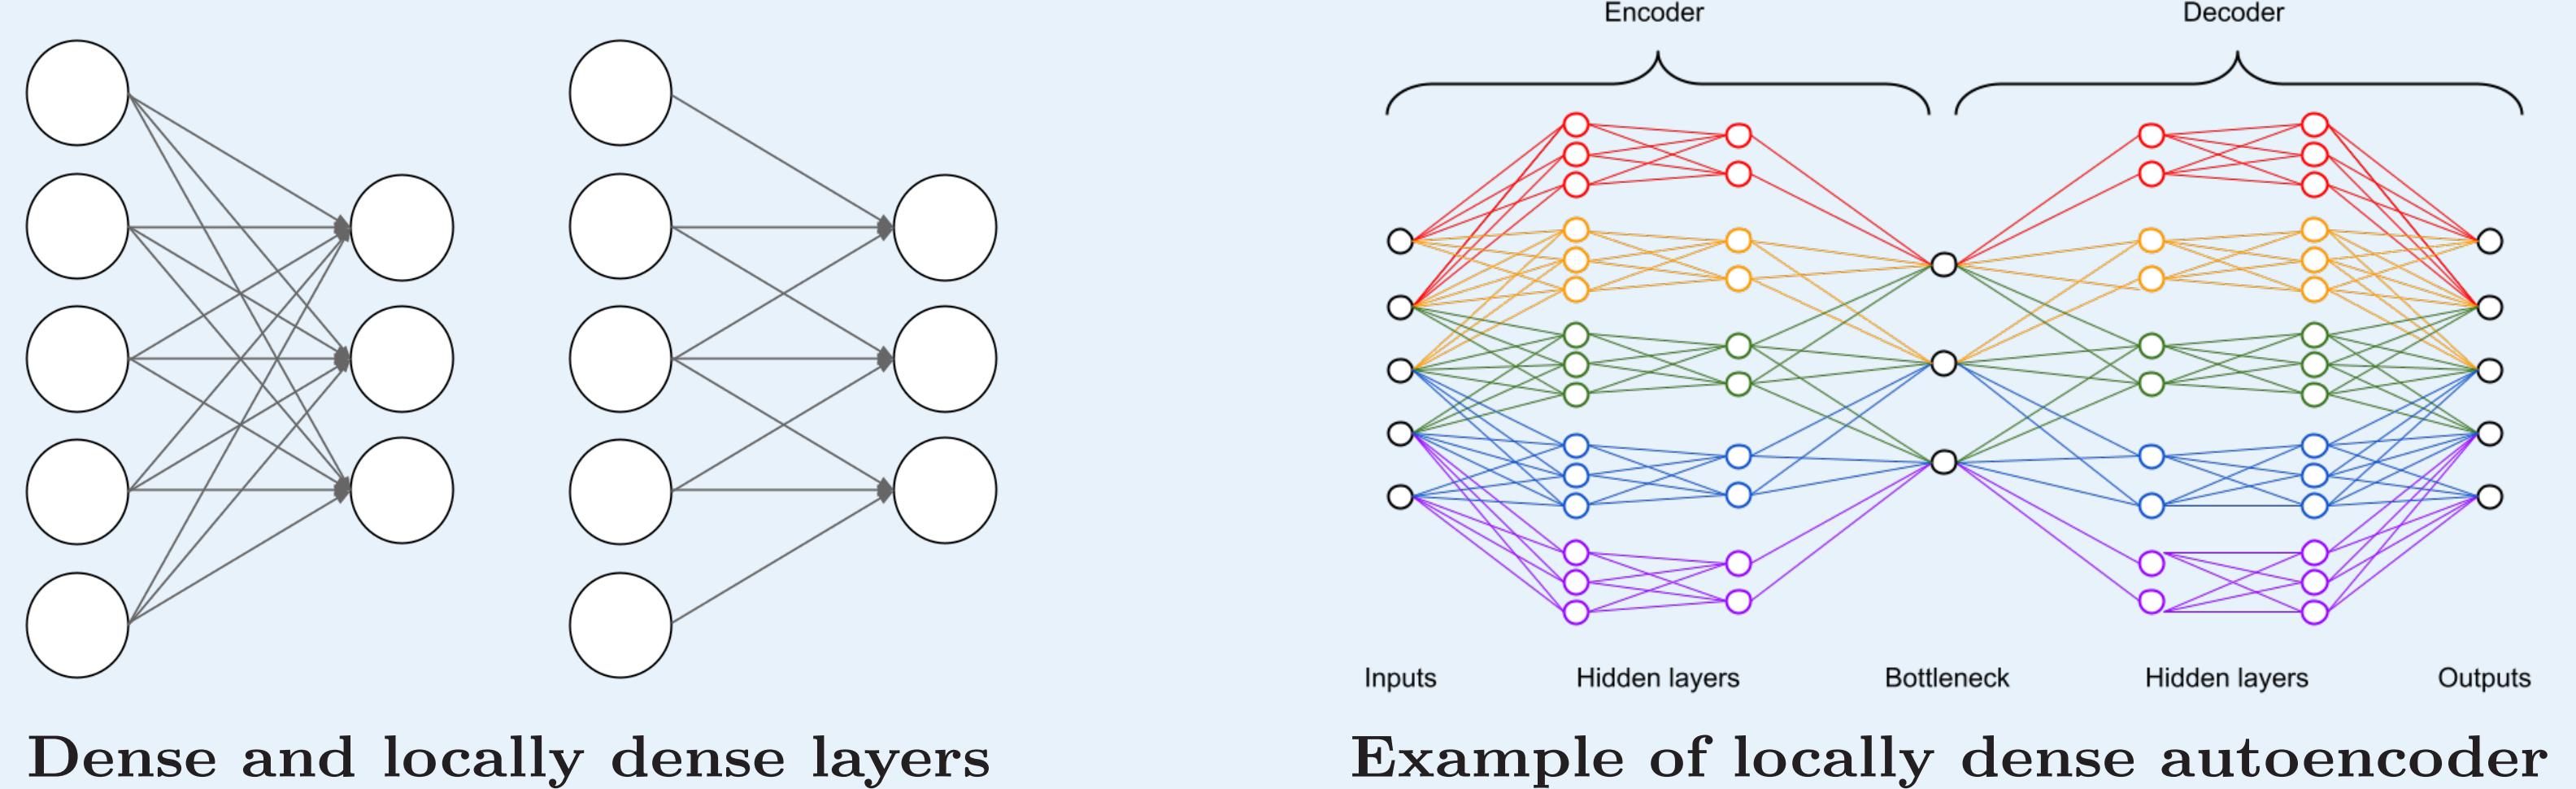 Encoder
Decoder
Inputs
Hidden layers
Bottleneck
Hidden layers
Outputs
Dense and locally dense layers
Example of locally dense autoencoder